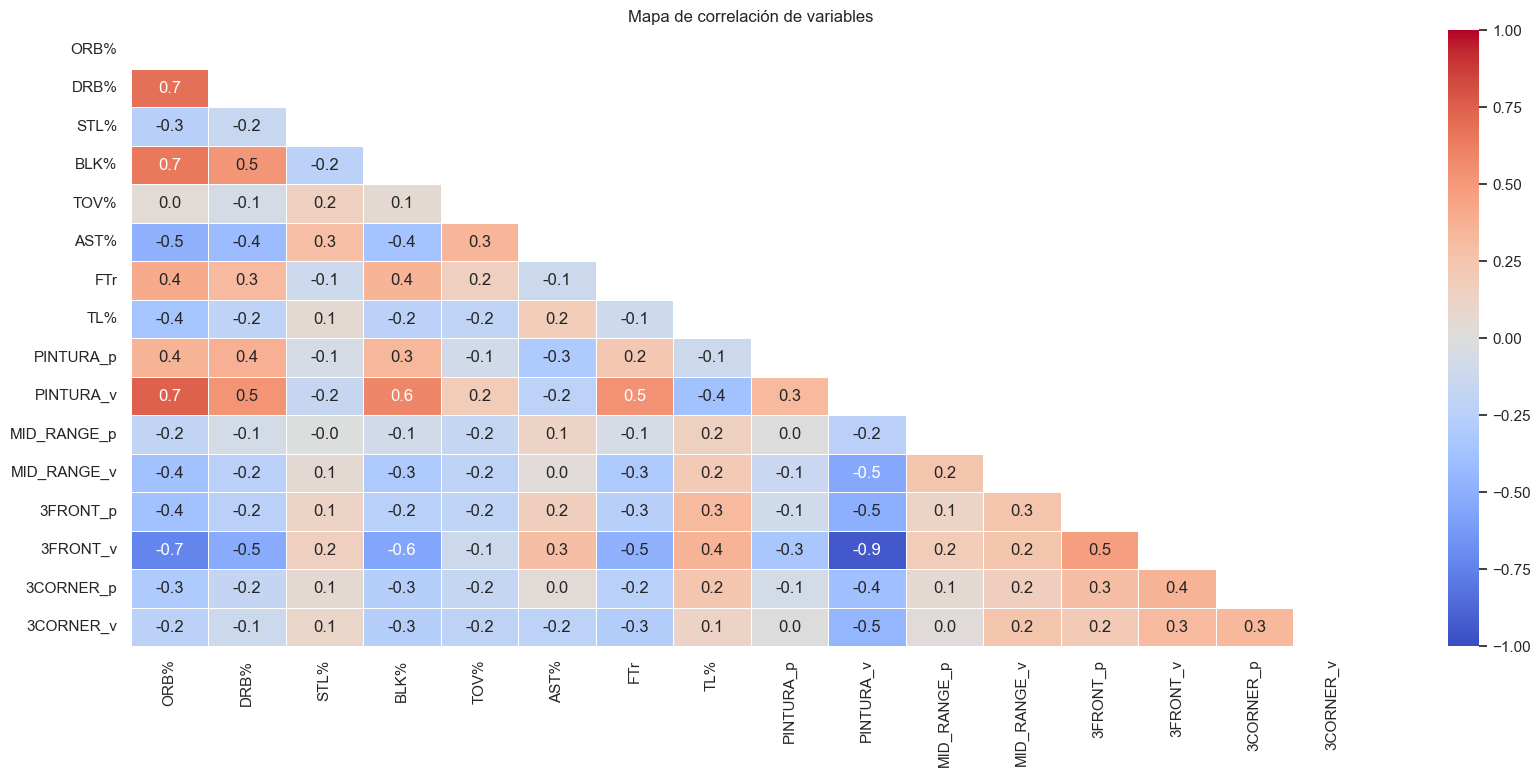 Mapa de correlación de variables
ORB%
DRB% 0.7
STL% -0.3 -0.2
BLK% 0.7 0.5 -0.2
TOV% 0.0 -0.1 0.2 0.1
AST% -0.5 -0.4 0.3 -0.4 0.3
FTr 0.4 0.3 -0.1 0.4 0.2 -0.1
TL% -0.4 -0.2 0.1 -0.2 -0.2 0.2 -0.1
PINTURA_p 0.4 0.4 -0.1 0.3 -0.1 -0.3 0.2 -0.1
PINTURA_v 0.7 0.5 -0.2 0.6 0.2 -0.2 0.5 -0.4 0.3
MID_RANGE_p -0.2 -0.1 -0.0 -0.1 -0.2 0.1 -0.1 0.2 0.0 -0.2
MID_RANGE_v -0.4 -0.2 0.1 -0.3 -0.2 0.0 -0.3 0.2 -0.1 -0.5 0.2
3FRONT_p -0.4 -0.2 0.1 -0.2 -0.2 0.2 -0.3 0.3 -0.1 -0.5 0.1 0.3
3FRONT_v -0.7 -0.5 0.2 -0.6 -0.1 0.3 -0.5 0.4 -0.3 -0.9 0.2 0.2 0.5
3CORNER_p -0.3 -0.2 0.1 -0.3 -0.2 0.0 -0.2 0.2 -0.1 -0.4 0.1 0.2 0.3 0.4
3CORNER_v -0.2 -0.1 0.1 -0.3 -0.2 -0.2 -0.3 0.1 0.0 -0.5 0.0 0.2 0.2 0.3 0.3
ORB%
DRB%
STL%
BLK%
TOV%
AST%
FTr
TL%
PINTURA_p
PINTURA_v
MID_RANGE_p
MID_RANGE_v
3FRONT_p
3FRONT_v
3CORNER_p
3CORNER_v
1.00
0.75
0.50
0.25
0.00
−0.25
−0.50
−0.75
−1.00